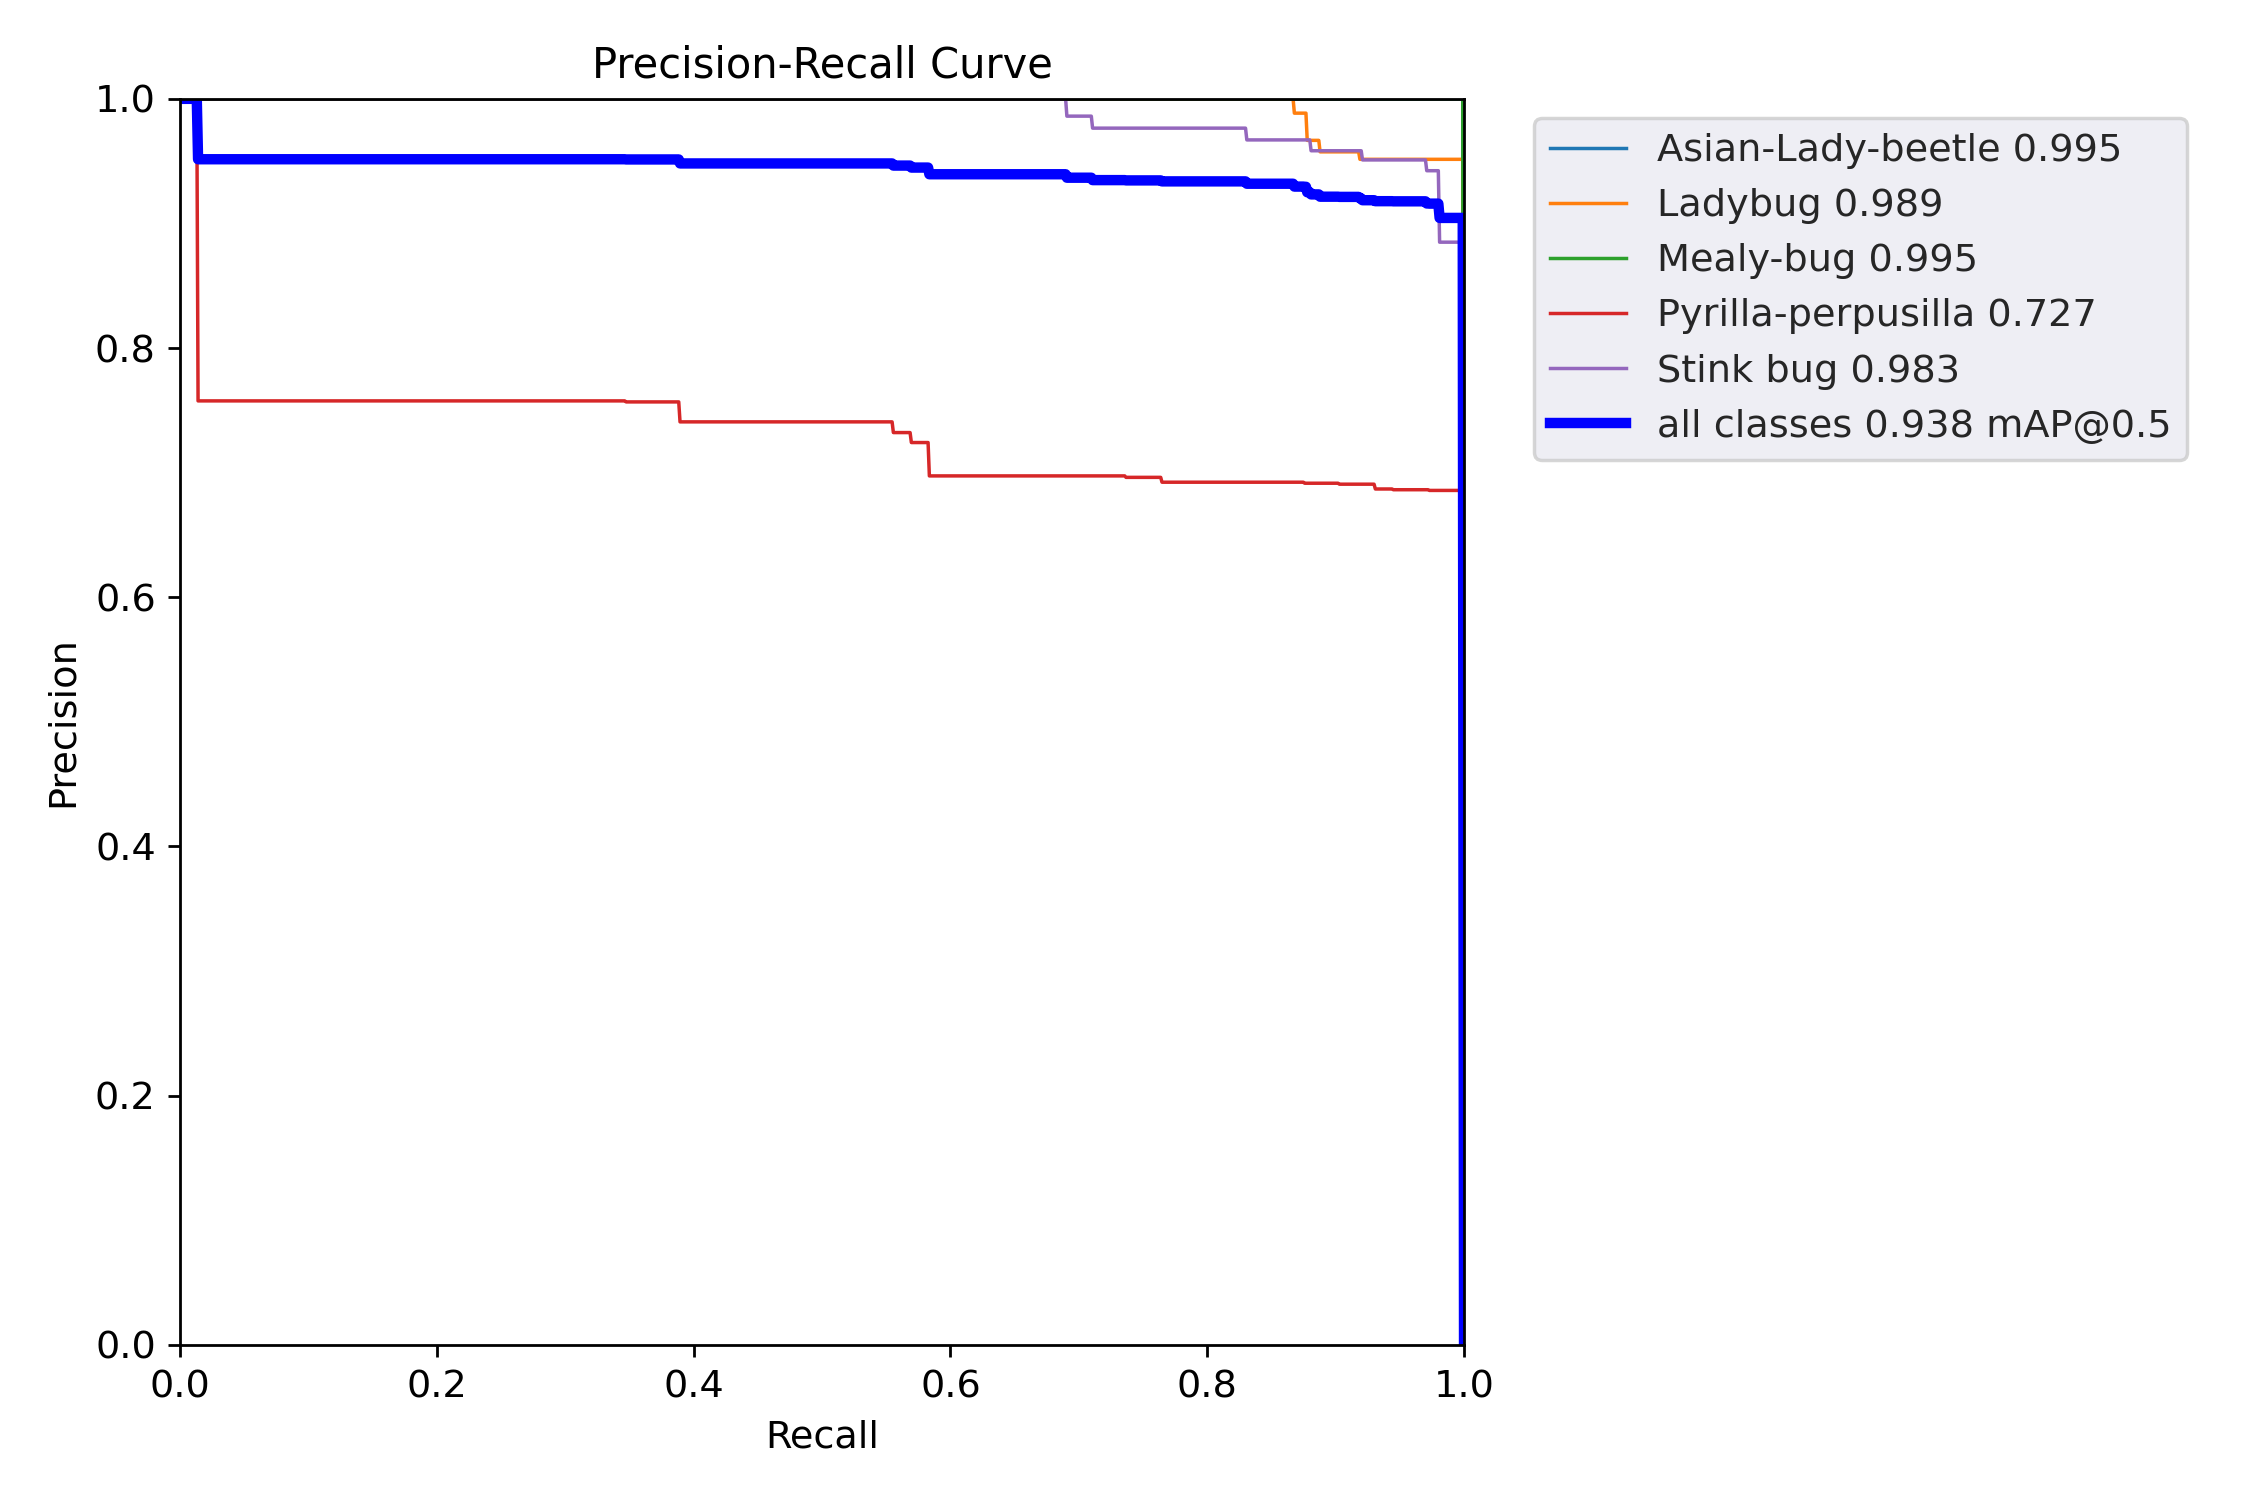 Precision-Recall Curve
1.0
0.8
0.6
0.4
0.2
0.0
Precision
0.0 0.2 0.4 0.6 0.8 1.0
Recall
Asian-Lady-beetle 0.995
Ladybug 0.989
Mealy-bug 0.995
Pyrilla-perpusilla 0.727
Stink bug 0.983
all classes 0.938 mAP@0.5